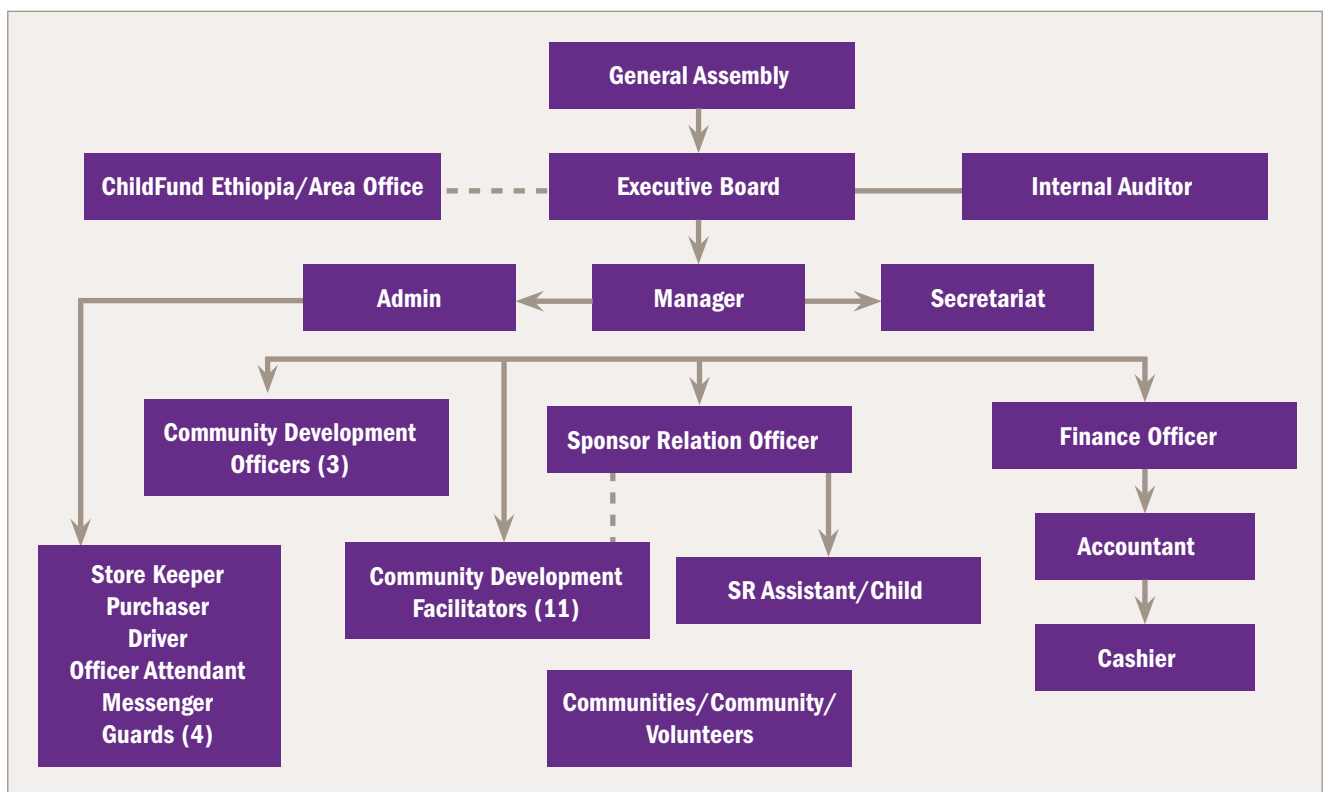 General Assembly
ChildFund Ethiopia/Area Office
Executive Board
Internal Auditor
Admin
Manager
Secretariat
Community Development
Officers (3)
Sponsor Relation Officer
Finance Officer
Store Keeper
Purchaser
Driver
Officer Attendant
Messenger
Guards (4)
Community Development
Facilitators (11)
SR Assistant/Child
Accountant
Cashier
Communities/Community/
Volunteers